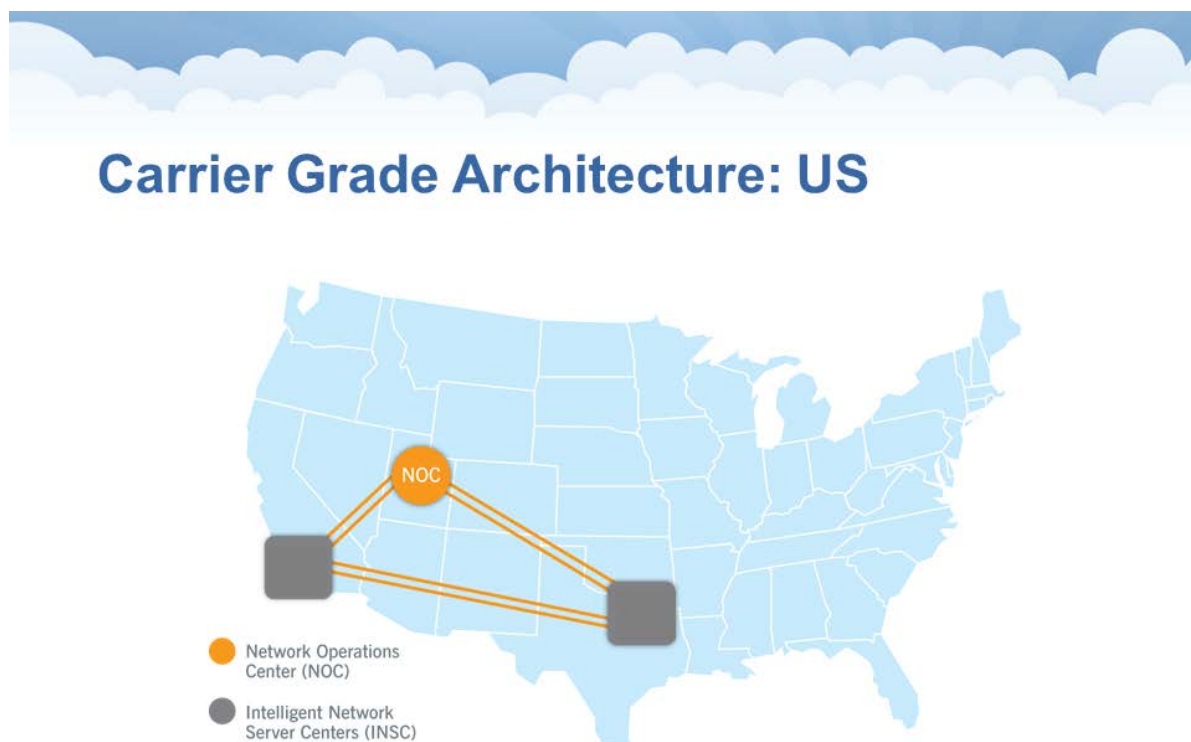 Carrier Grade Architecture: US
NOC
Network Operations
Center (NOC)
Intelligent Network
Server Centers (INSC)